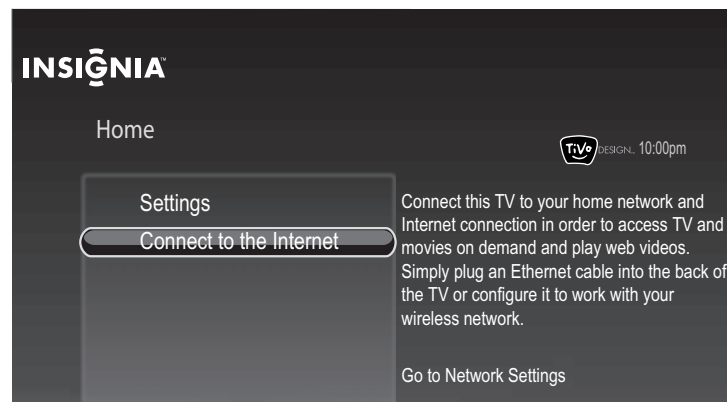 INSIGNIA™
Home
TiVo DESIGN.. 10:00pm
Settings
Connect to the Internet
Connect this TV to your home network and
Internet connection in order to access TV and
movies on demand and play web videos.
Simply plug an Ethernet cable into the back of
the TV or configure it to work with your
wireless network.
Go to Network Settings